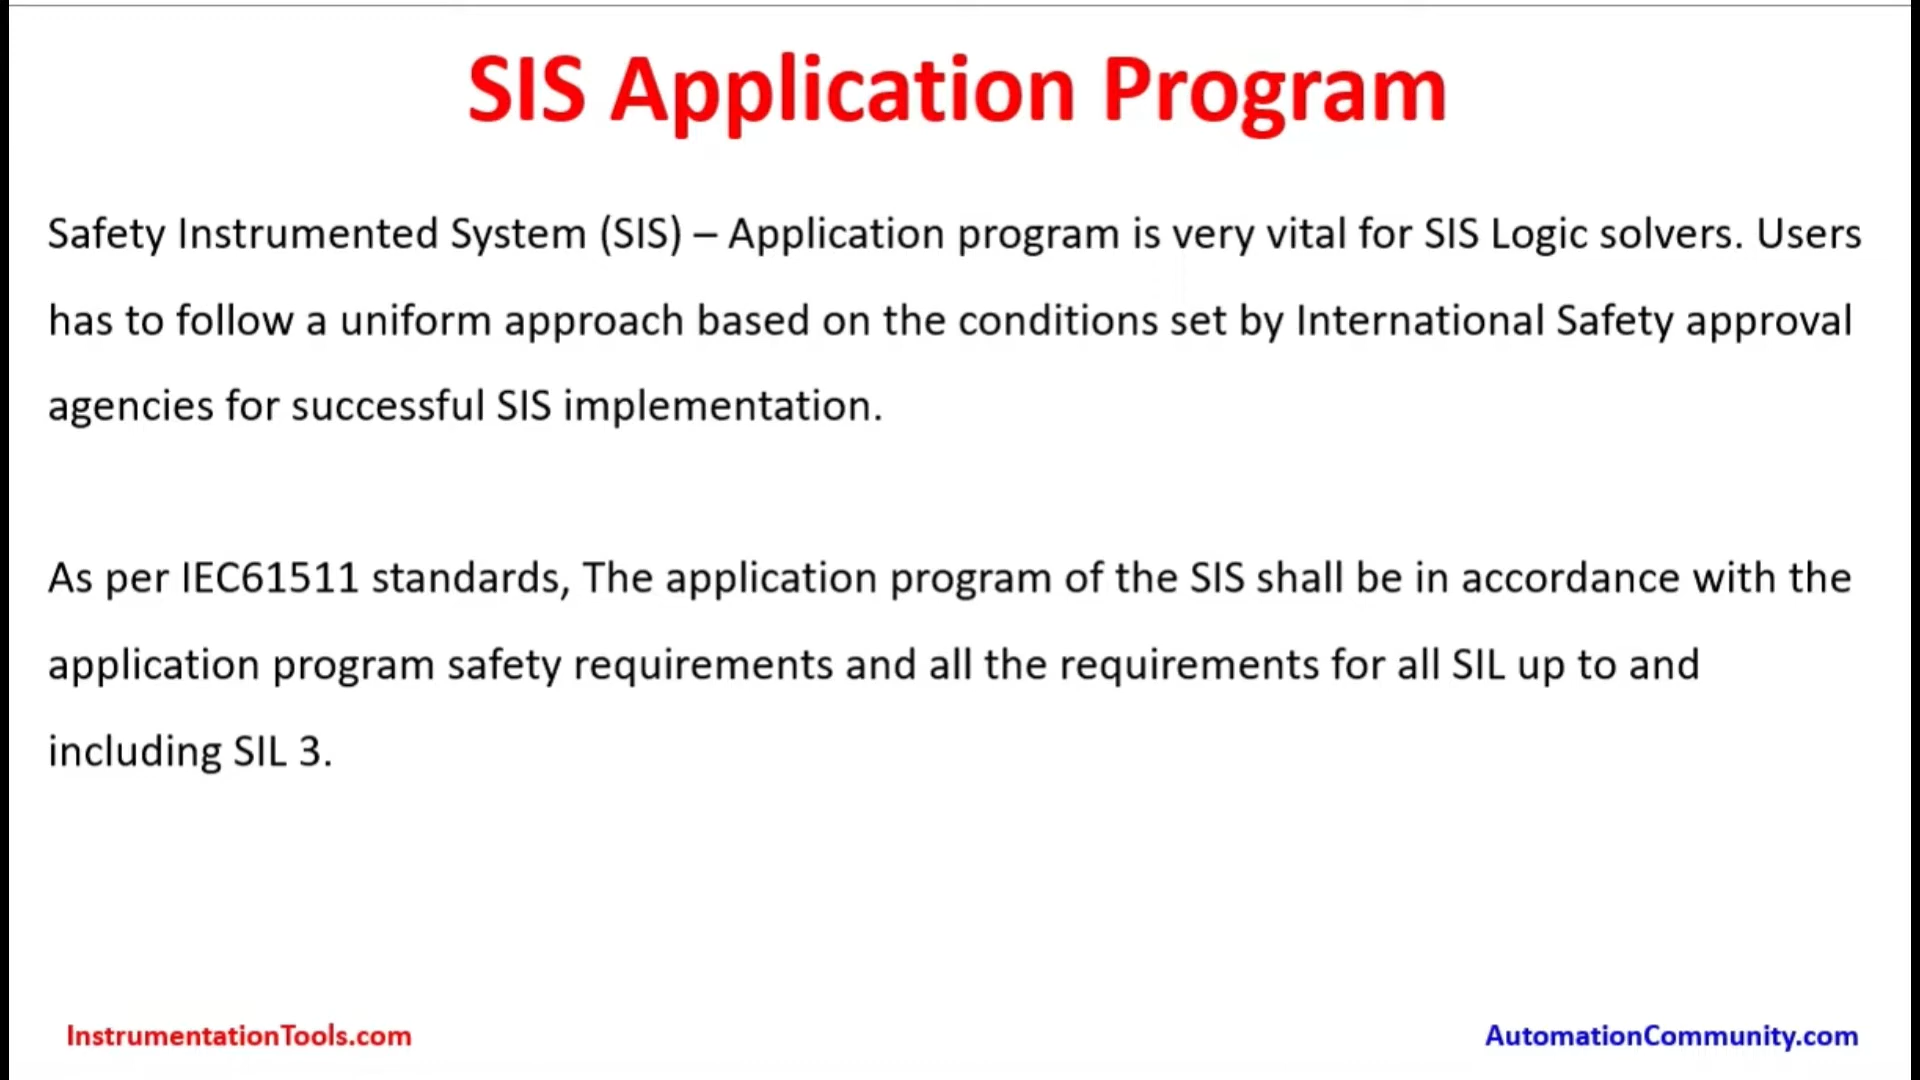 SIS Application Program
Safety Instrumented System (SIS) – Application program is very vital for SIS Logic solvers. Users
has to follow a uniform approach based on the conditions set by International Safety approval
agencies for successful SIS implementation.
As per IEC61511 standards, The application program of the SIS shall be in accordance with the
application program safety requirements and all the requirements for all SIL up to and
including SIL 3.
InstrumentationTools.com
AutomationCommunity.com